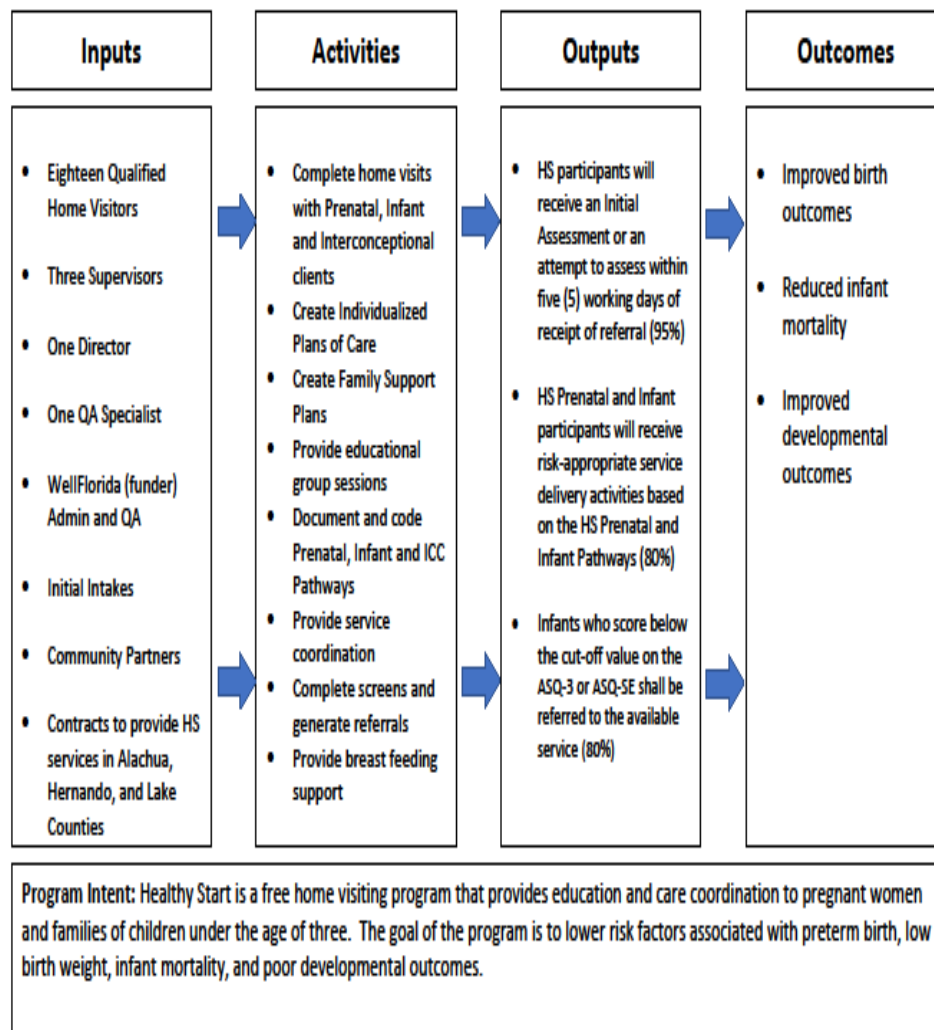 Inputs
Activities
Outputs
Outcomes
• Eighteen Qualified
Home Visitors
• Three Supervisors
• One Director
• One QA Specialist
• WellFlorida (funder)
Admin and QA
• Initial Intakes
• Community Partners
• Contracts to provide HS
services in Alachua,
Hernando, and Lake
Counties
• Complete home visits
with Prenatal, Infant
and Interconceptional
clients
• Create Individualized
Plans of Care
• Create Family Support
Plans
• Provide educational
group sessions
• Document and code
Prenatal, Infant and ICC
Pathways
• Provide service
coordination
• Complete screens and
generate referrals
• Provide breast feeding
support
• HS participants will
receive an Initial
Assessment or an
attempt to assess within
five (5) working days of
receipt of referral (95%)
• HS Prenatal and Infant
participants will receive
risk-appropriate service
delivery activities based
on the HS Prenatal and
Infant Pathways (80%)
• Infants who score below
the cut-off value on the
ASQ-3 or ASQ-SE shall be
referred to the available
service (80%)
• Improved birth
outcomes
• Reduced infant
mortality
• Improved
developmental
outcomes
Program Intent: Healthy Start is a free home visiting program that provides education and care coordination to pregnant women
and families of children under the age of three. The goal of the program is to lower risk factors associated with preterm birth, low
birth weight, infant mortality, and poor developmental outcomes.